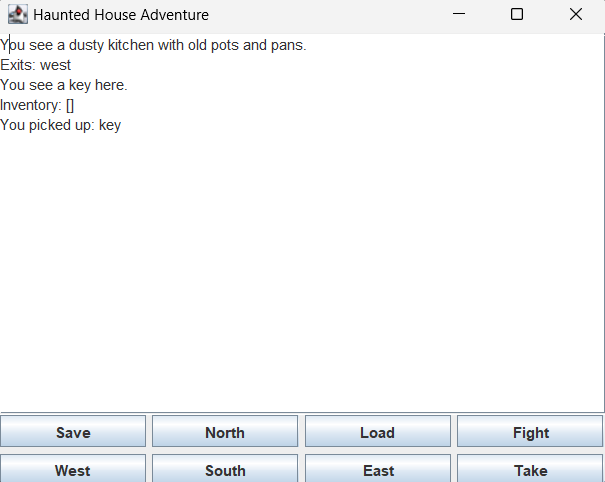 Haunted House Adventure
You see a dusty kitchen with old pots and pans.
Exits: west
You see a key here.
Inventory: []
You picked up: key
Save North Load Fight
West South East Take